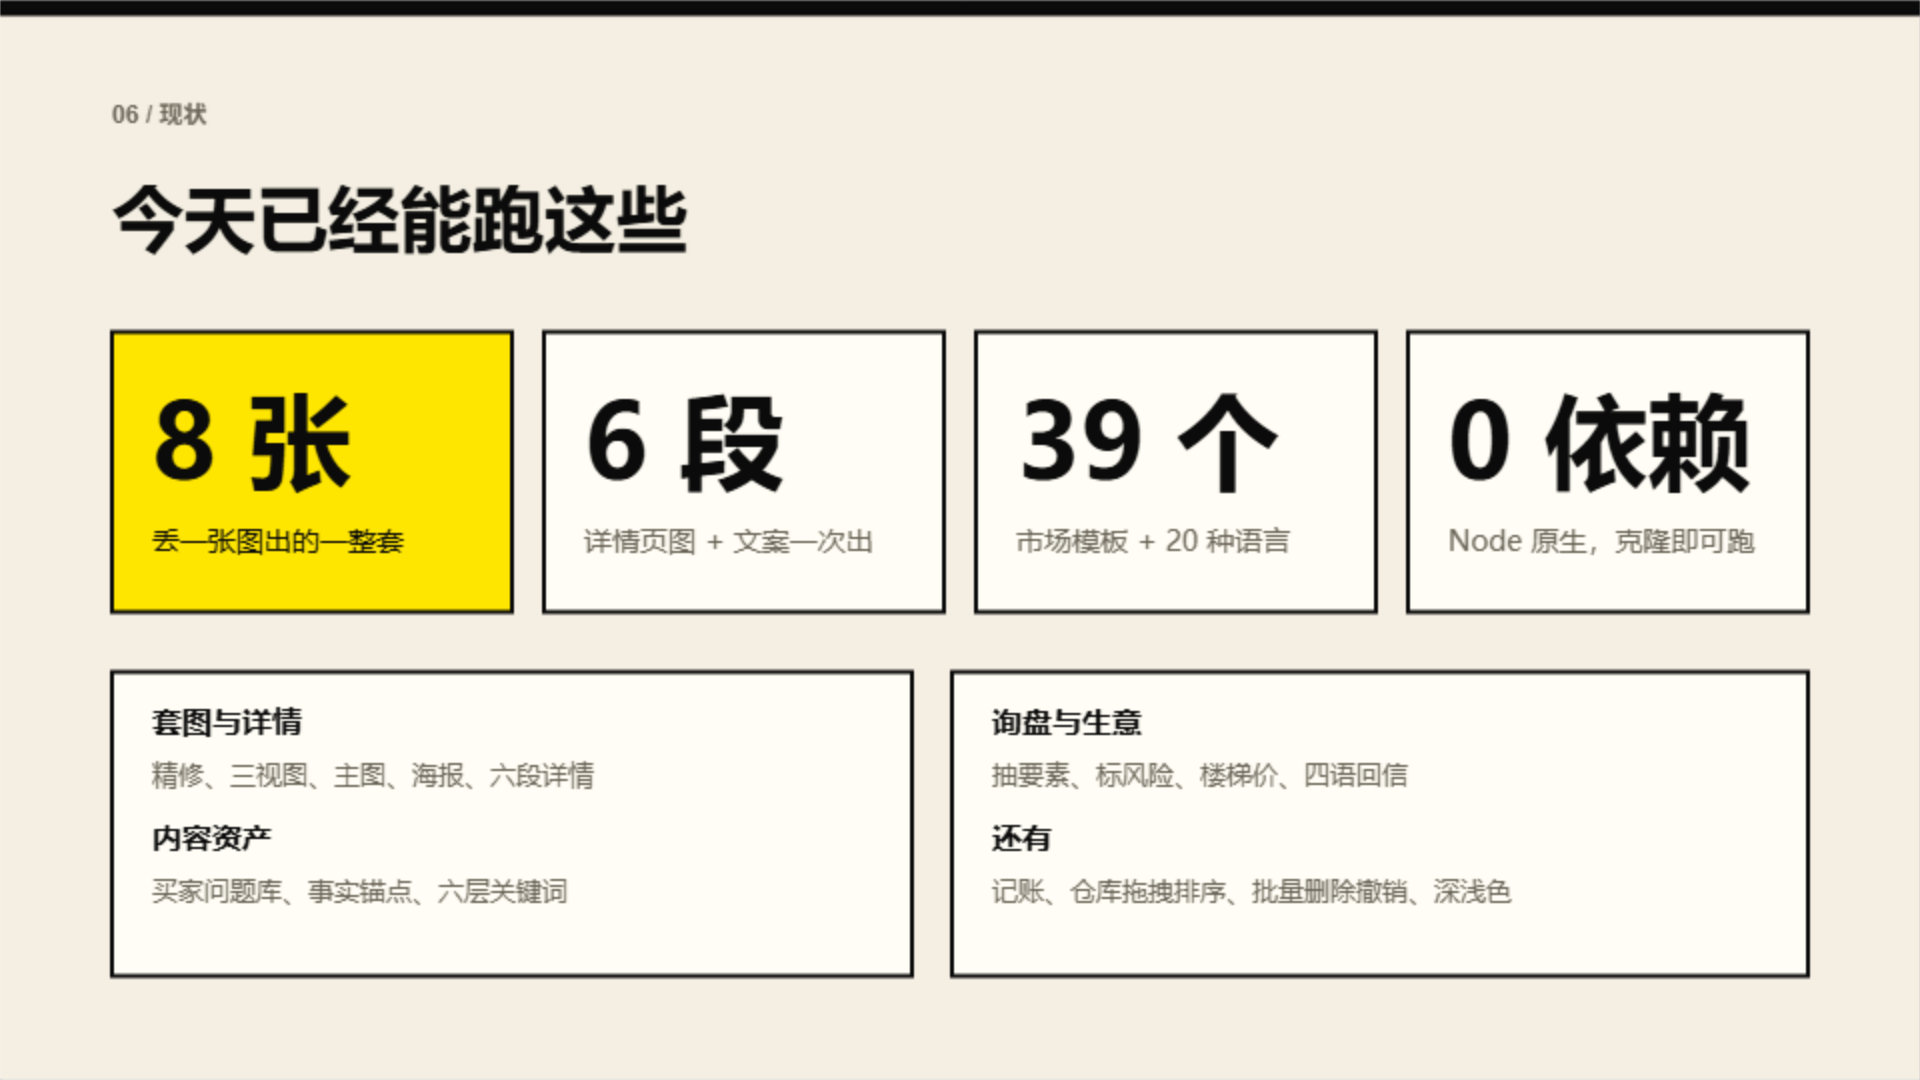 06 / 现状
今天已经能跑这些
8 张
丢一张图出的一整套
6 段
详情页图 + 文案一次出
39 个
市场模板 + 20 种语言
0 依赖
Node 原生，克隆即可跑
套图与详情
精修、三视图、主图、海报、六段详情
内容资产
买家问题库、事实锚点、六层关键词
询盘与生意
抽要素、标风险、楼梯价、四语回信
还有
记账、仓库拖拽排序、批量删除撤销、深浅色